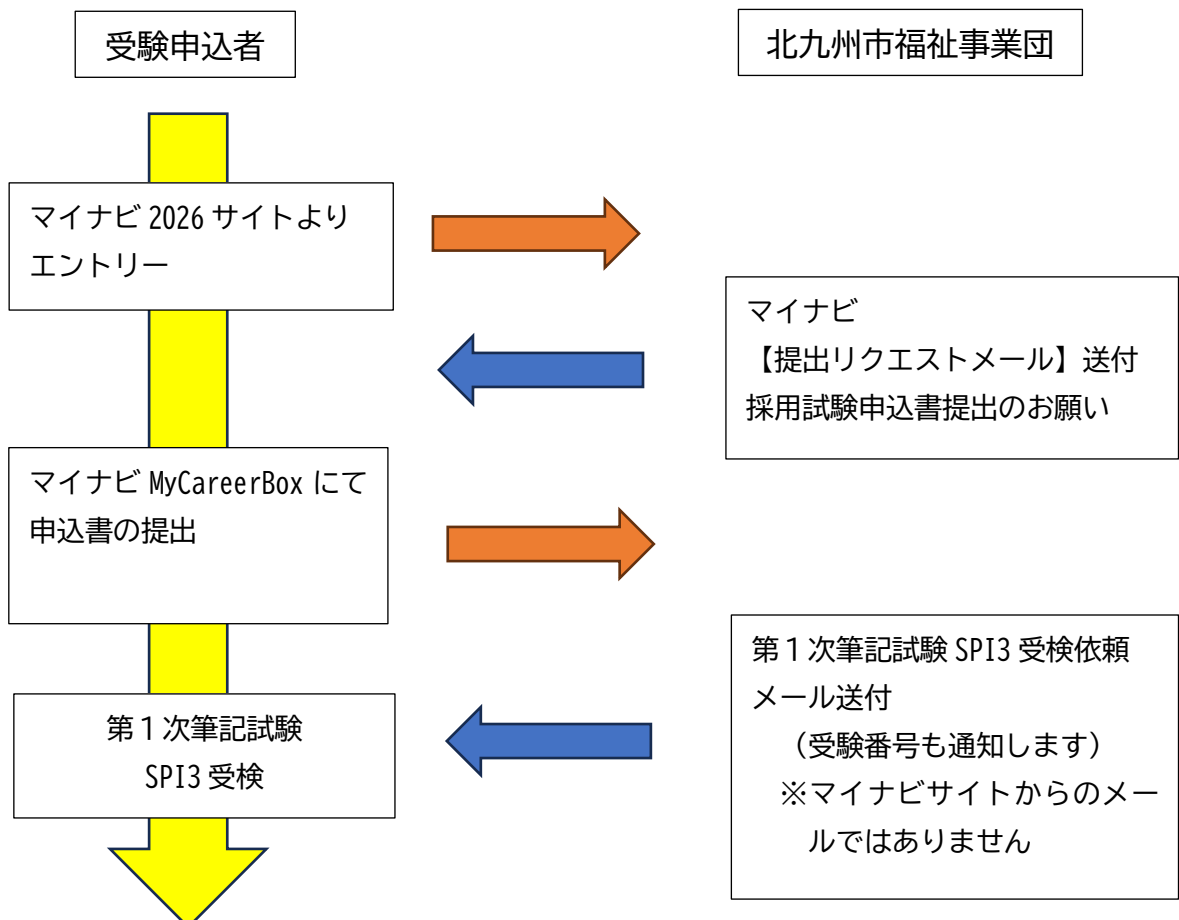 受験申込者
北九州市福祉事業団
マイナビ 2026 サイトより
エントリー
マイナビ
【提出リクエストメール】送付
採用試験申込書提出のお願い
マイナビ MyCareerBox にて
申込書の提出
第１次筆記試験 SPI3 受検依頼
メール送付
（受験番号も通知します）
※マイナビサイトからのメー
ルではありません
第１次筆記試験
SPI3 受検